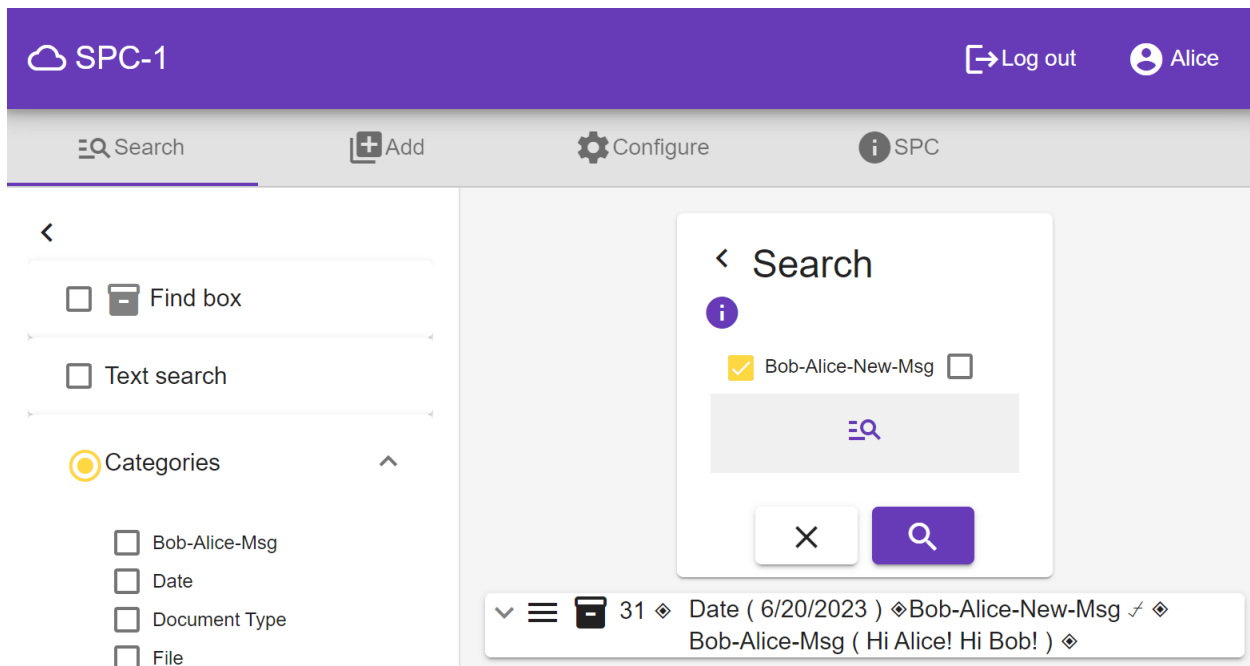 SPC-1
Log out
Alice
Search
Add
Configure
SPC
Find box
Text search
Categories
Bob-Alice-Msg
Date
Document Type
File
Search
Bob-Alice-New-Msg
31 ◈ Date ( 6/20/2023 ) ◈Bob-Alice-New-Msg ⌿ ◈
Bob-Alice-Msg ( Hi Alice! Hi Bob! ) ◈